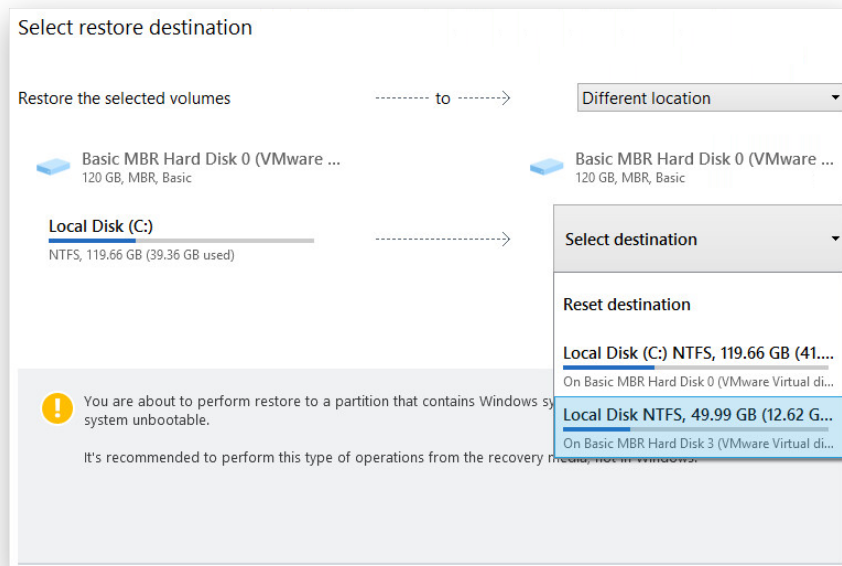 Select restore destination
Restore the selected volumes
to
Different location
Basic MBR Hard Disk 0 (VMware ...
120 GB, MBR, Basic
Basic MBR Hard Disk 0 (VMware ...
120 GB, MBR, Basic
Local Disk (C:)
NTFS, 119.66 GB (39.36 GB used)
Select destination
Reset destination
Local Disk (C:) NTFS, 119.66 GB (41....
On Basic MBR Hard Disk 0 (VMware Virtual di...
Local Disk NTFS, 49.99 GB (12.62 G...
On Basic MBR Hard Disk 3 (VMware Virtual di...
You are about to perform restore to a partition that contains Windows sy
system unbootable.
It's recommended to perform this type of operations from the recovery media, not in Windows.